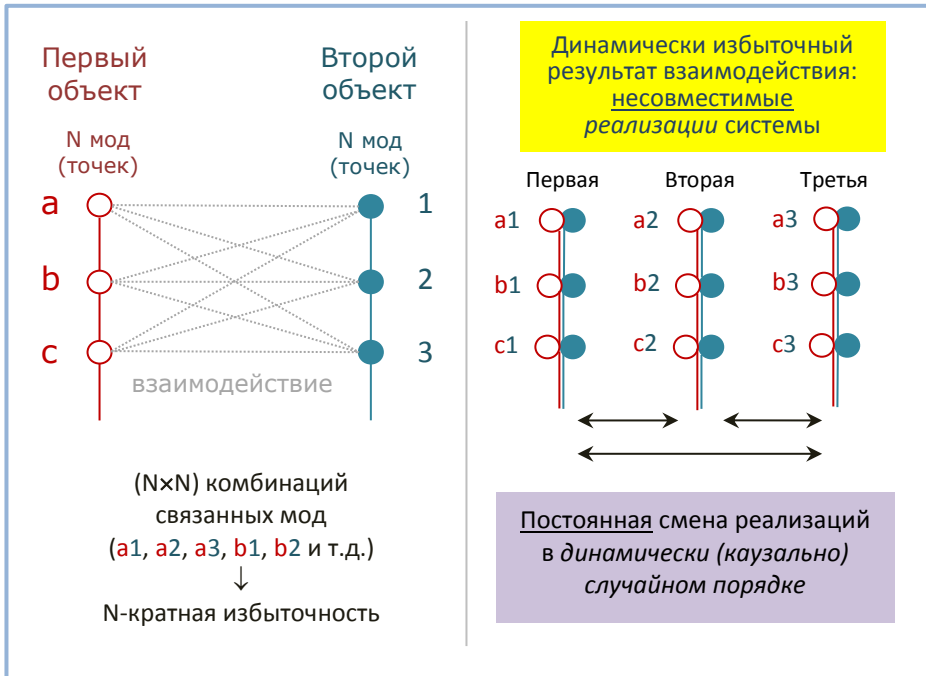 Первый
объект
N мод
(точек)
Второй
объект
N мод
(точек)
a
1
b
2
c
3
взаимодействие
(N×N) комбинаций
связанных мод
(a1, a2, a3, b1, b2 и т.д.)
↓
N-кратная избыточность
Динамически избыточный
результат взаимодействия:
несовместимые
реализации системы
Первая Вторая Третья
a1 a2 a3
b1 b2 b3
c1 c2 c3
Постоянная смена реализаций
в динамически (каузально)
случайном порядке